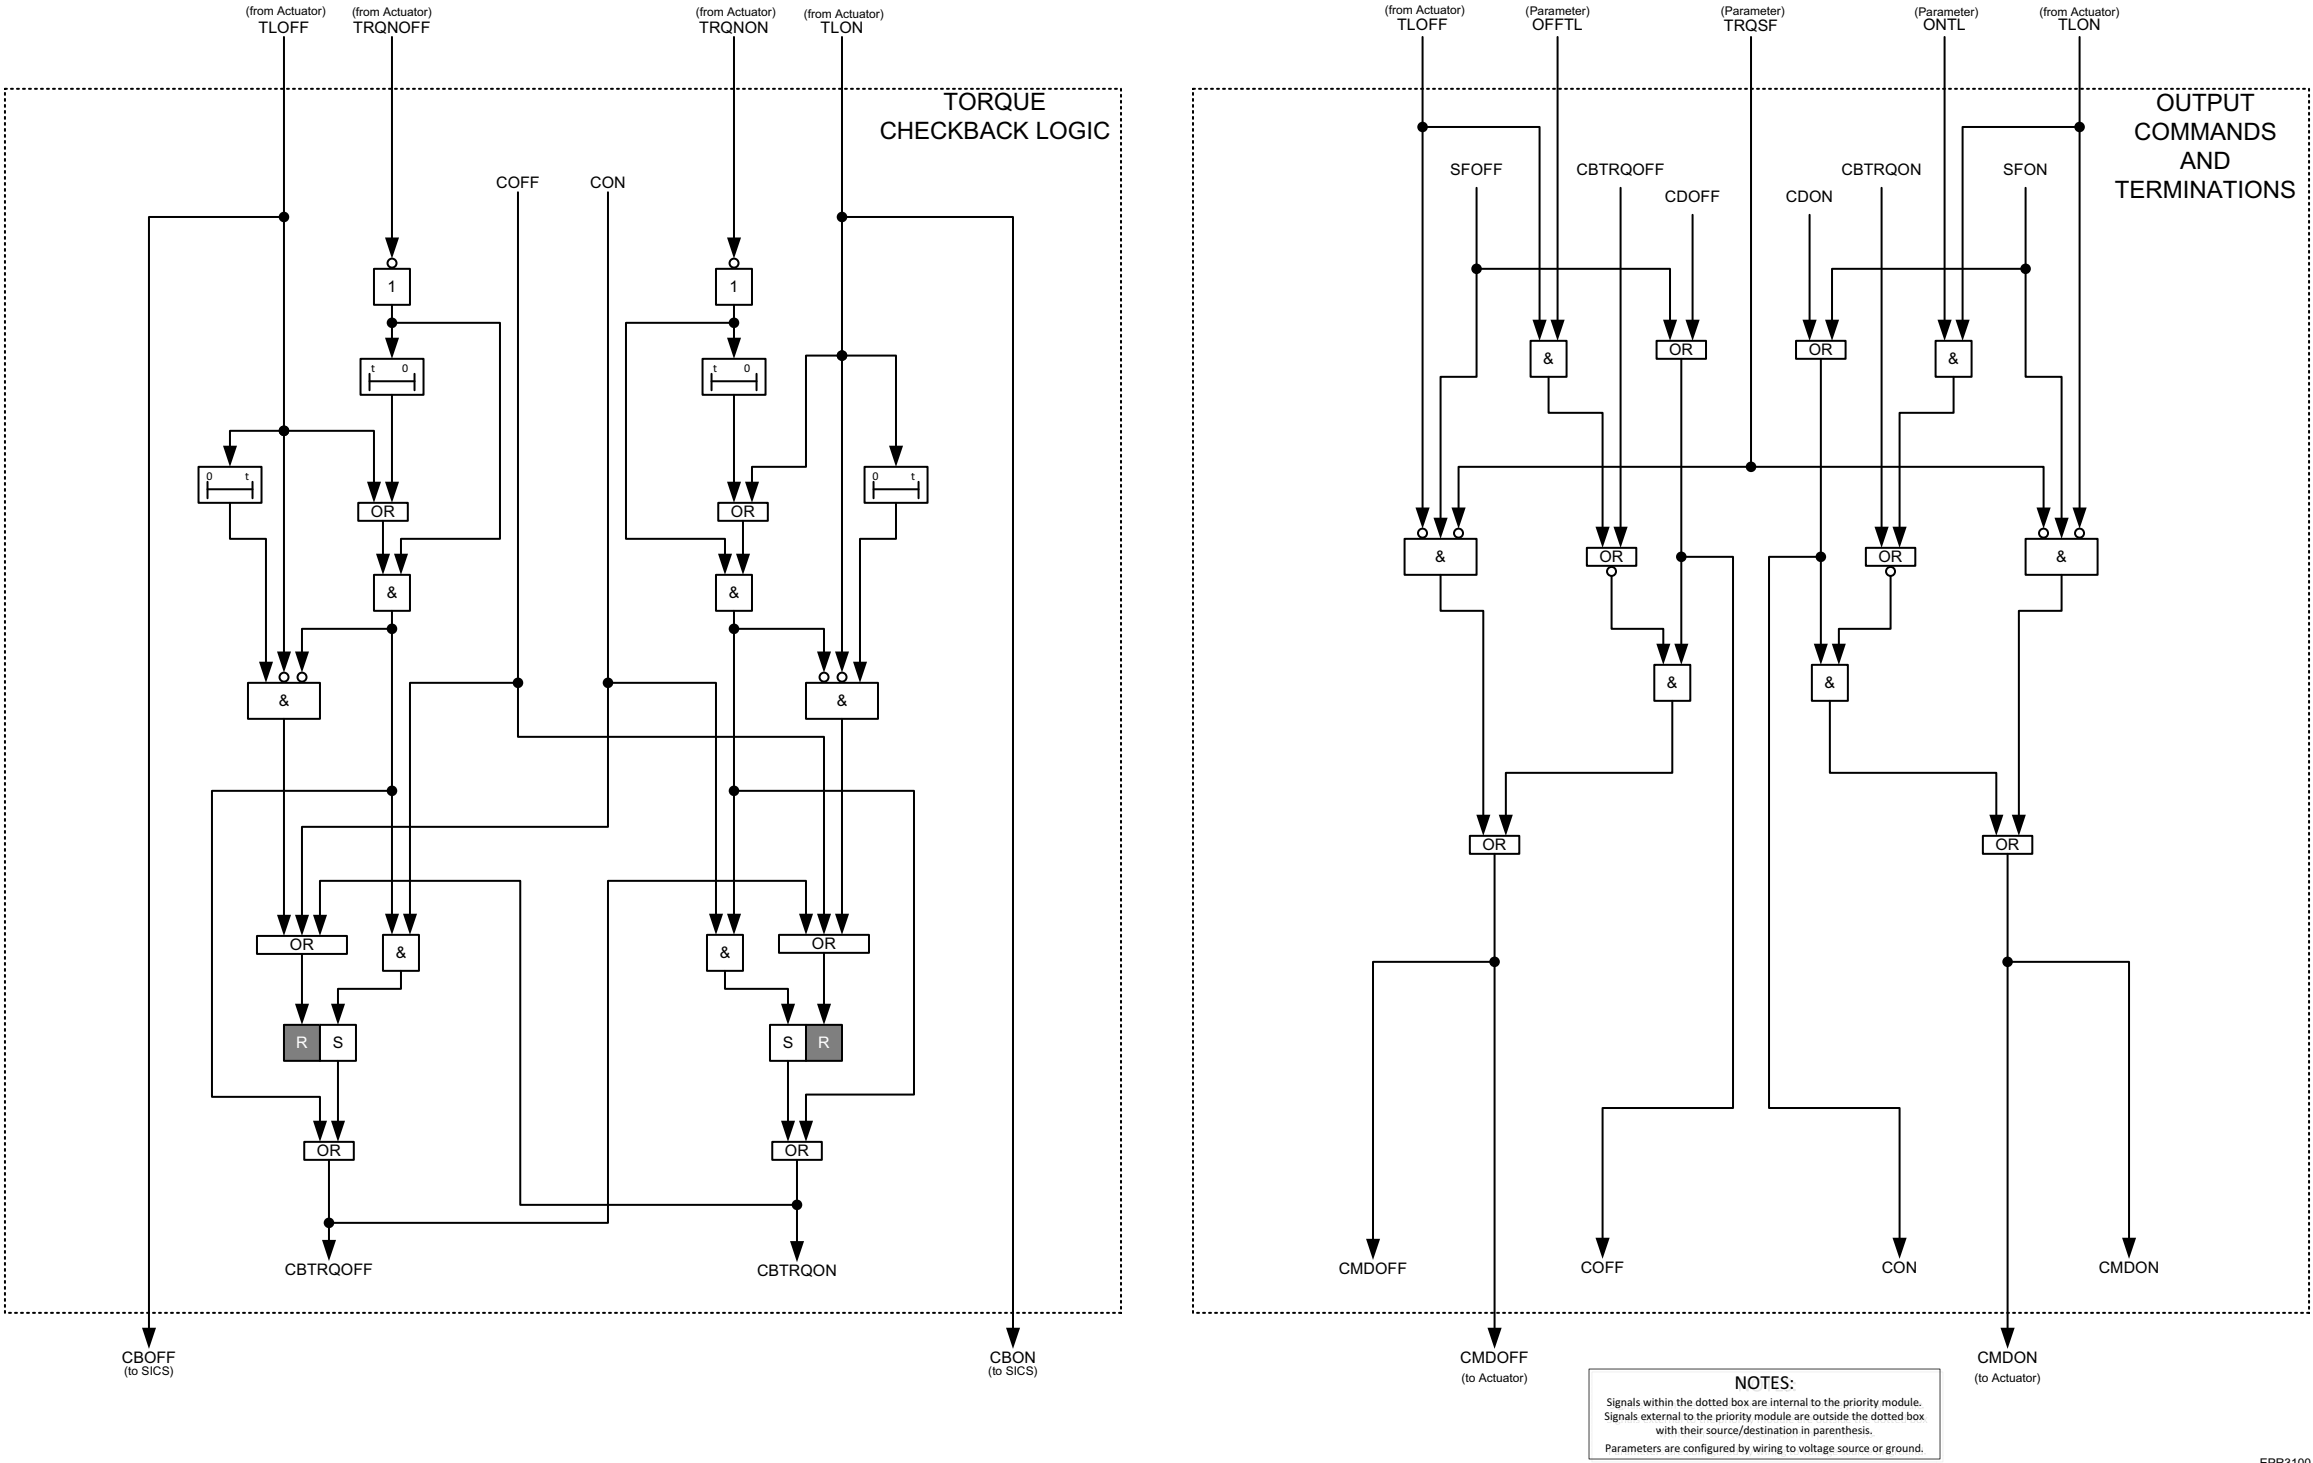 (from Actuator)
TLOFF
(from Actuator)
TRQNOFF
(from Actuator)
TRQNON
(from Actuator)
TLON
TORQUE
CHECKBACK LOGIC
COFF
CON
1
1
t 0
t 0
0 t
OR
OR
0 t
&
&
&
&
OR
&
&
OR
R
S
S
R
OR
OR
CBTRQOFF
CBTRQON
CBOFF
(to SICS)
CBON
(to SICS)
(from Actuator)
TLOFF
(Parameter)
OFFTL
(Parameter)
TRQSF
(Parameter)
ONTL
(from Actuator)
TLON
OUTPUT
COMMANDS
AND
TERMINATIONS
SFOFF
CBTRQOFF
CDOFF
CDON
CBTRQON
SFON
&
OR
OR
&
&
OR
OR
&
&
&
OR
OR
CMDOFF
COFF
CON
CMDON
CMDOFF
(to Actuator)
CMDON
(to Actuator)
NOTES:
Signals within the dotted box are internal to the priority module.
Signals external to the priority module are outside the dotted box
with their source/destination in parenthesis.
Parameters are configured by wiring to voltage source or ground.